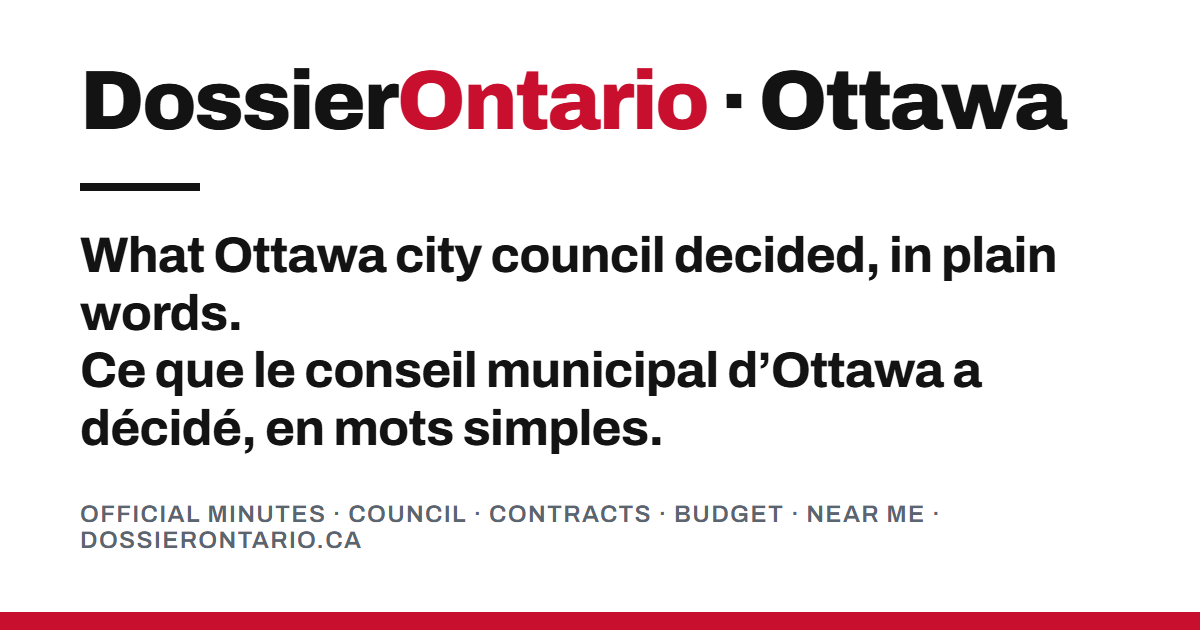 DossierOntario · Ottawa
What Ottawa city council decided, in plain
words.
Ce que le conseil municipal d’Ottawa a
décidé, en mots simples.
OFFICIAL MINUTES · COUNCIL · CONTRACTS · BUDGET · NEAR ME ·
DOSSIERONTARIO.CA